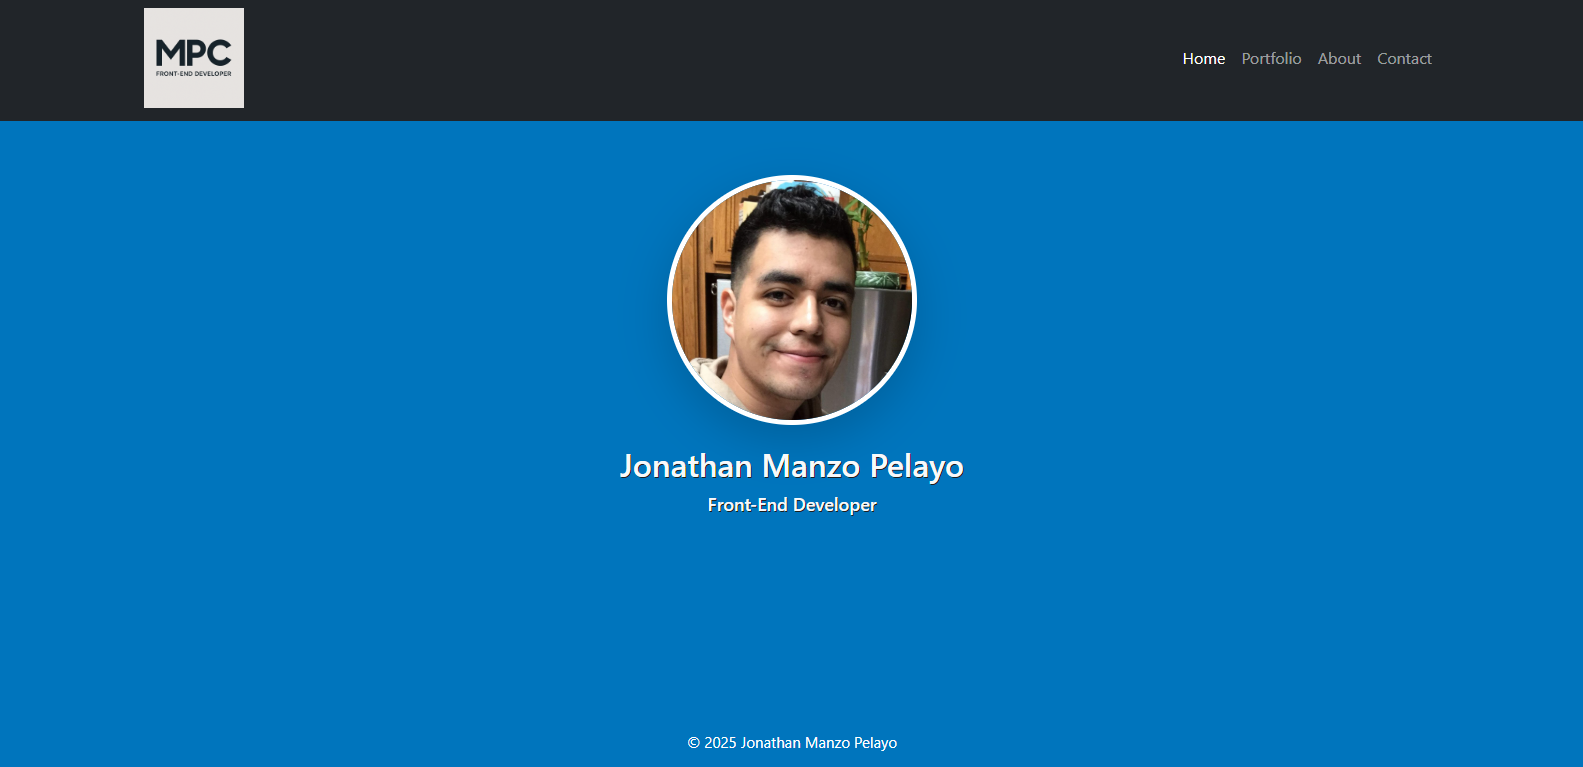 MPC
FRONT-END DEVELOPER
Home Portfolio About Contact
Jonathan Manzo Pelayo
Front-End Developer
© 2025 Jonathan Manzo Pelayo